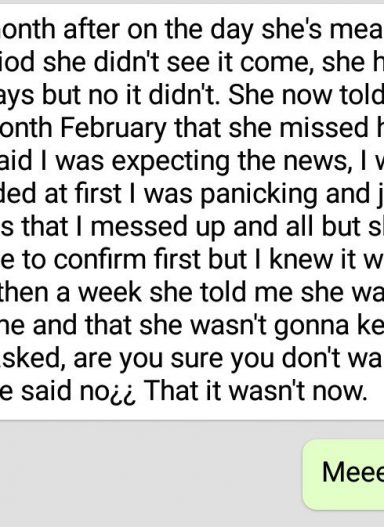 onth after on the day she's mea
iod she didn't see it come, she h
ays but no it didn't. She now told
onth February that she missed h
aid I was expecting the news, I w
ded at first I was panicking and j
s that I messed up and all but s
e to confirm first but I knew it w
then a week she told me she wa
ne and that she wasn't gonna ke
asked, are you sure you don't wa
e said no¿¿ That it wasn't now.
Meee